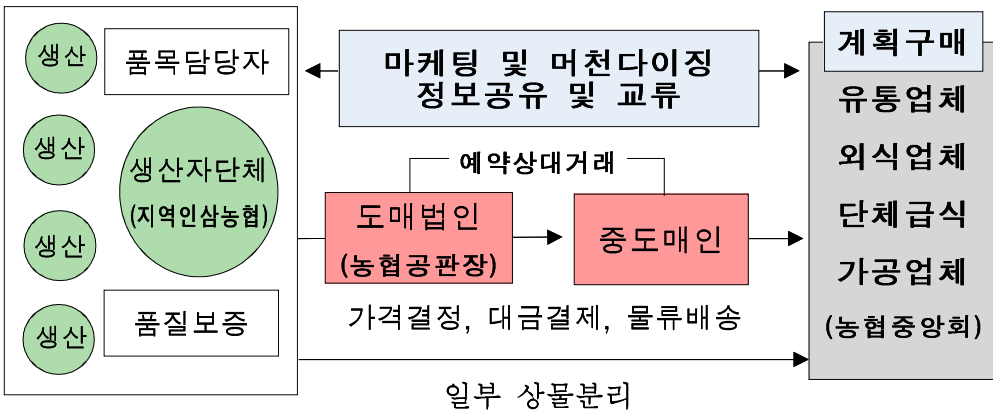 생산
품목담당자
생산
생산자단체
(지역인삼농협)
생산
생산
품질보증
마케팅 및 머천다이징
정보공유 및 교류
예약상대거래
도매법인
(농협공판장)
중도매인
가격결정, 대금결제, 물류배송
일부 상물분리
계획구매
유통업체
외식업체
단체급식
가공업체
(농협중앙회)